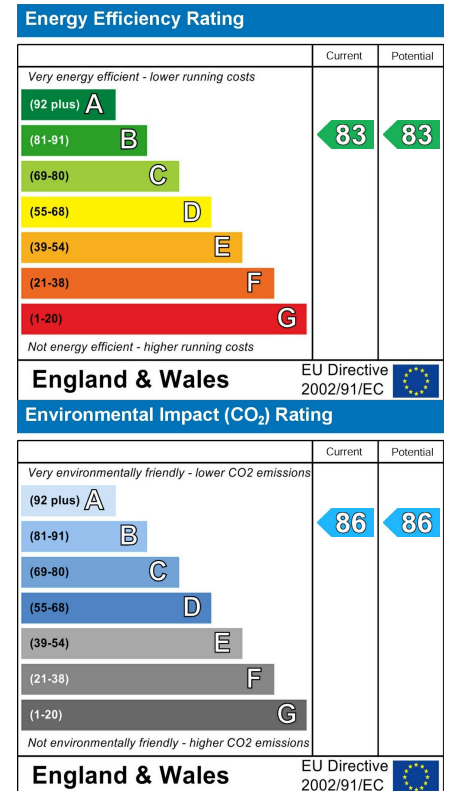 Energy Efficiency Rating
Current Potential
Very energy efficient - lower running costs
(92 plus) A
(81-91) B 83 83
(69-80) C
(55-68) D
(39-54) E
(21-38) F
(1-20) G
Not energy efficient - higher running costs
England & Wales EU Directive 2002/91/EC
Environmental Impact (CO₂) Rating
Current Potential
Very environmentally friendly - lower CO2 emissions
(92 plus) A
(81-91) B 86 86
(69-80) C
(55-68) D
(39-54) E
(21-38) F
(1-20) G
Not environmentally friendly - higher CO2 emissions
England & Wales EU Directive 2002/91/EC